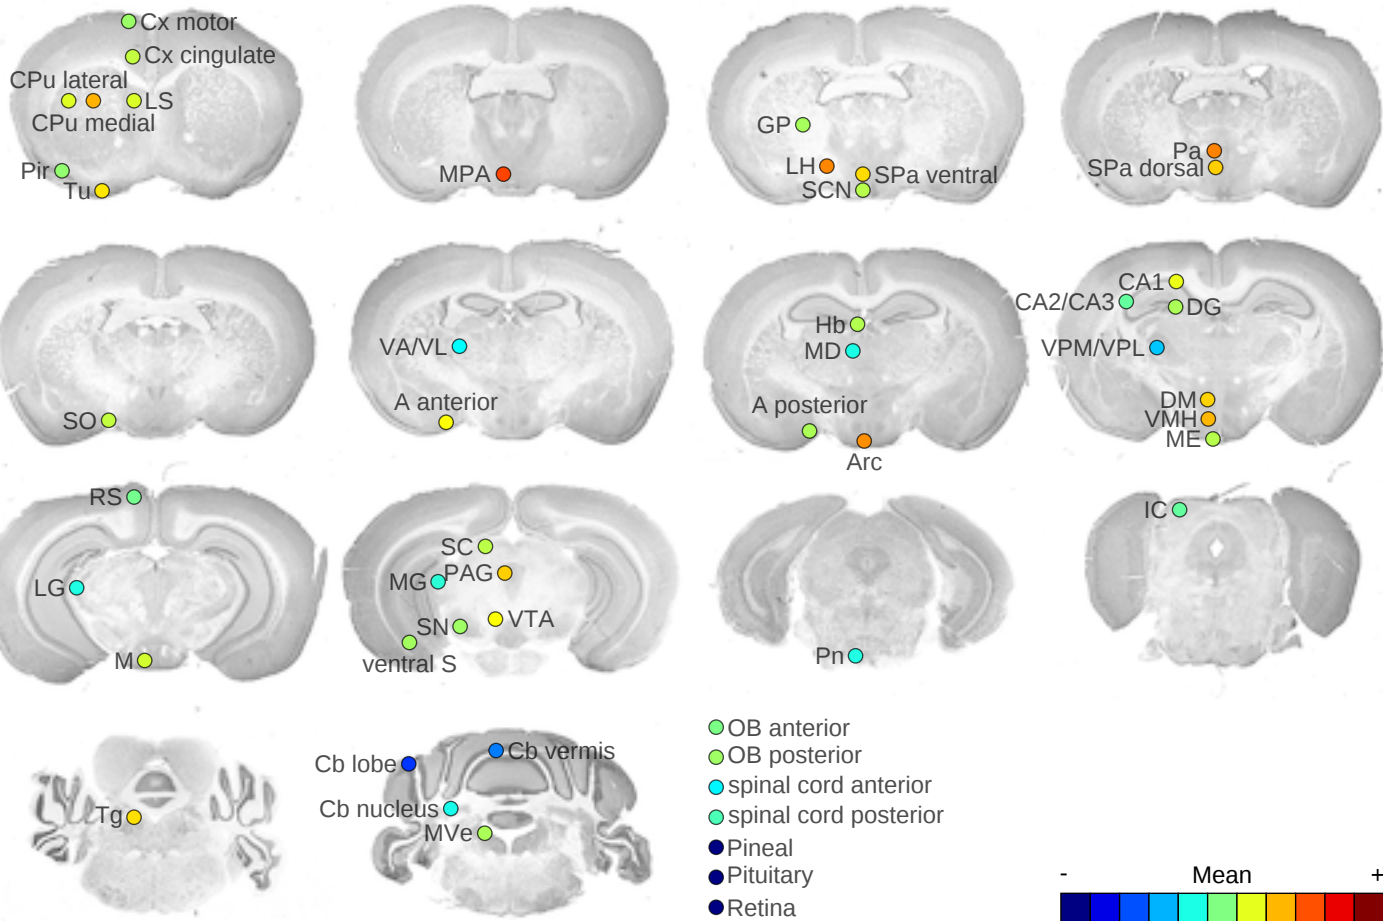 Cx motor
Cx cingulate
CPu lateral
LS
CPu medial
Pir
Tu
MPA
GP
LH
SPa ventral
SCN
Pa
SPa dorsal
SO
VA/VL
A anterior
Hb
MD
A posterior
Arc
CA1
CA2/CA3
DG
VPM/VPL
DM
VMH
ME
RS
LG
M
SC
MG
PAG
SN
VTA
ventral S
Pn
IC
Tg
Cb lobe
Cb vermis
Cb nucleus
MVe
OB anterior
OB posterior
spinal cord anterior
spinal cord posterior
Pineal
Pituitary
Retina
- Mean +